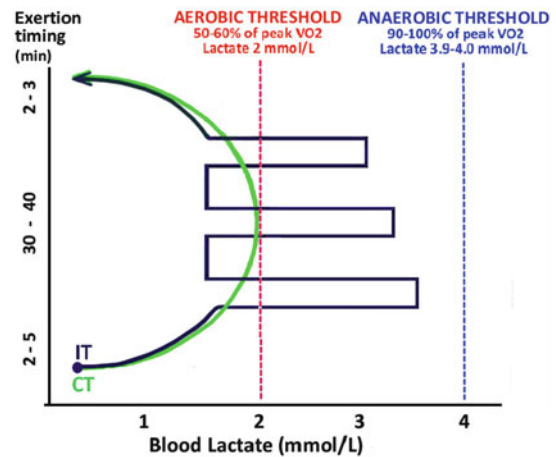 Exertion
timing
(min)
AEROBIC THRESHOLD
50-60% of peak VO2
Lactate 2 mmol/L
ANAEROBIC THRESHOLD
90-100% of peak VO2
Lactate 3.9-4.0 mmol/L
2 - 3
30 - 40
2 - 5
IT
CT
1 2 3 4
Blood Lactate (mmol/L)